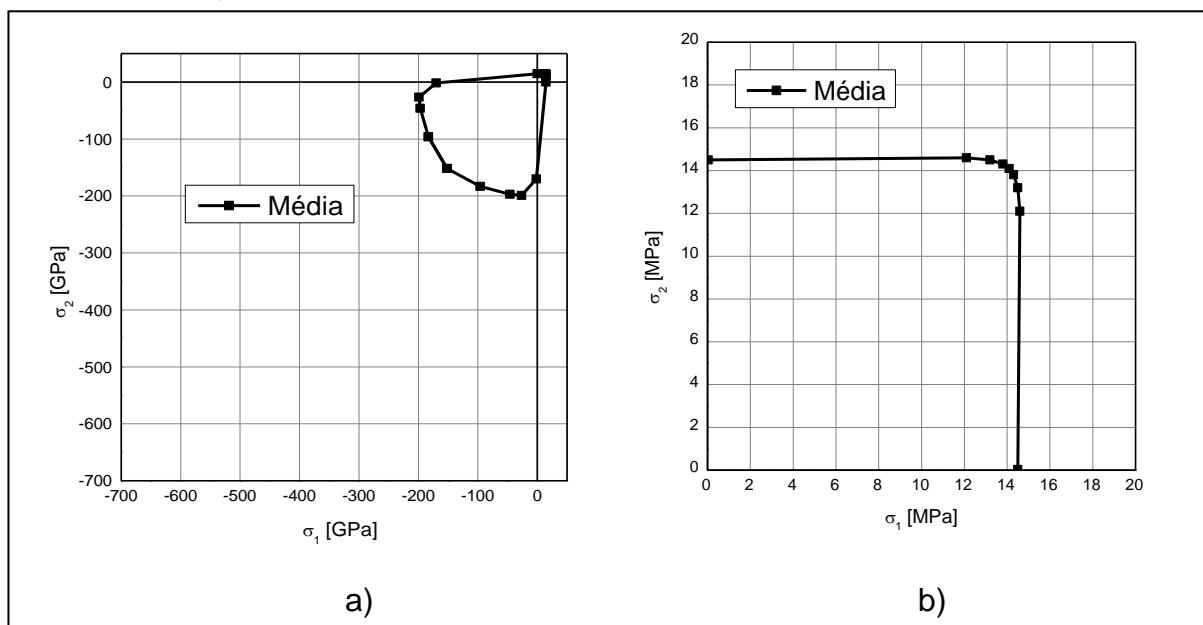 0
-100
-200
-300
-400
-500
-600
-700
σ2 [GPa]
Média
-700 -600 -500 -400 -300 -200 -100 0
σ1 [GPa]
a)
20
18
16
14
12
10
8
6
4
2
0
σ2 [MPa]
Média
0 2 4 6 8 10 12 14 16 18 20
σ1 [MPa]
b)